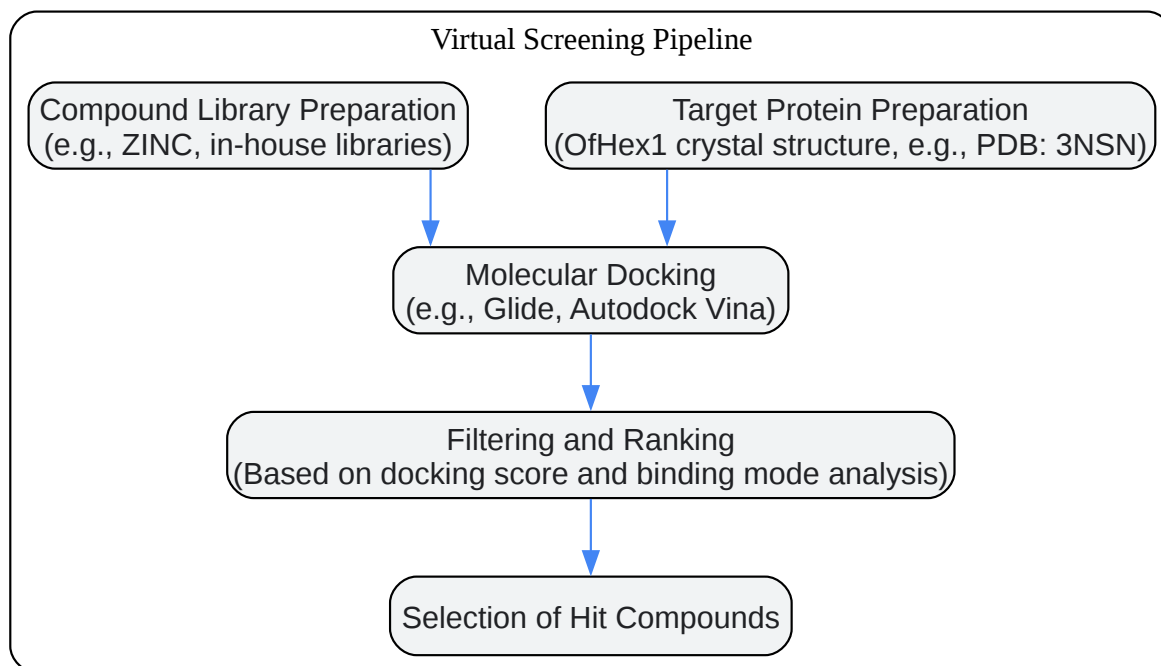 Virtual Screening Pipeline
Compound Library Preparation
(e.g., ZINC, in-house libraries)
Target Protein Preparation
(OfHex1 crystal structure, e.g., PDB: 3NSN)
Molecular Docking
(e.g., Glide, Autodock Vina)
Filtering and Ranking
(Based on docking score and binding mode analysis)
Selection of Hit Compounds